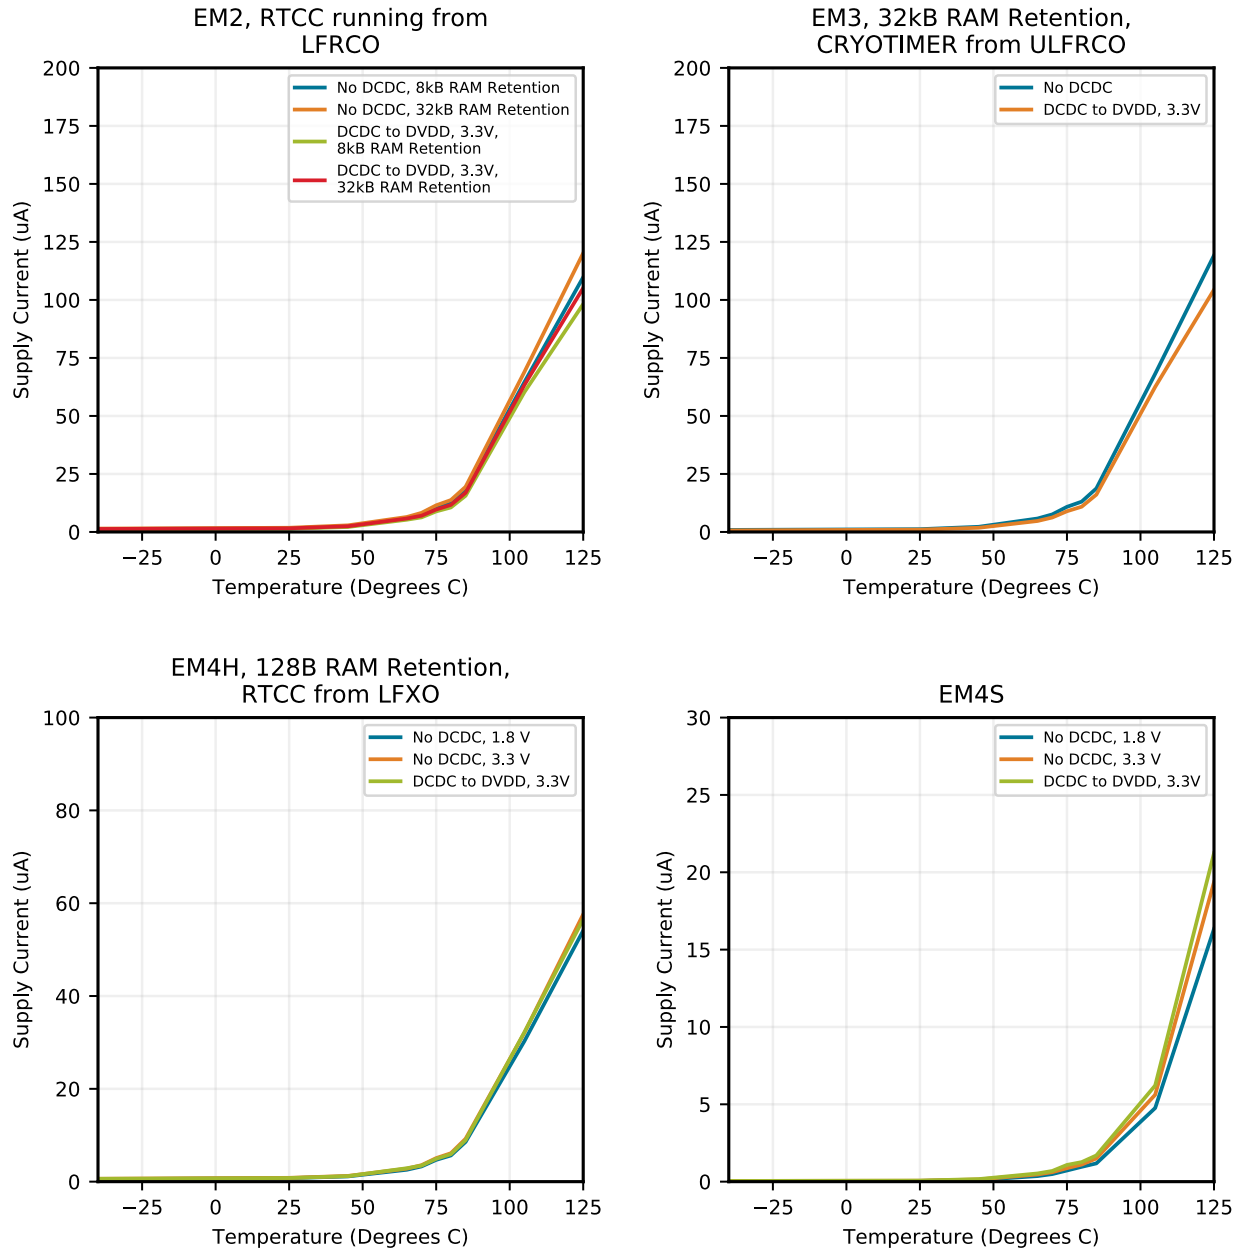 EM2, RTCC running from
LFRCO
200
175
150
125
100
75
50
25
0
Supply Current (uA)
No DCDC, 8kB RAM Retention
No DCDC, 32kB RAM Retention
DCDC to DVDD, 3.3V,
8kB RAM Retention
DCDC to DVDD, 3.3V,
32kB RAM Retention
−25 0 25 50 75 100 125
Temperature (Degrees C)
EM3, 32kB RAM Retention,
CRYOTIMER from ULFRCO
200
175
150
125
100
75
50
25
0
Supply Current (uA)
No DCDC
DCDC to DVDD, 3.3V
−25 0 25 50 75 100 125
Temperature (Degrees C)
EM4H, 128B RAM Retention,
RTCC from LFXO
100
80
60
40
20
0
Supply Current (uA)
No DCDC, 1.8 V
No DCDC, 3.3 V
DCDC to DVDD, 3.3V
−25 0 25 50 75 100 125
Temperature (Degrees C)
EM4S
30
25
20
15
10
5
0
Supply Current (uA)
No DCDC, 1.8 V
No DCDC, 3.3 V
DCDC to DVDD, 3.3V
−25 0 25 50 75 100 125
Temperature (Degrees C)